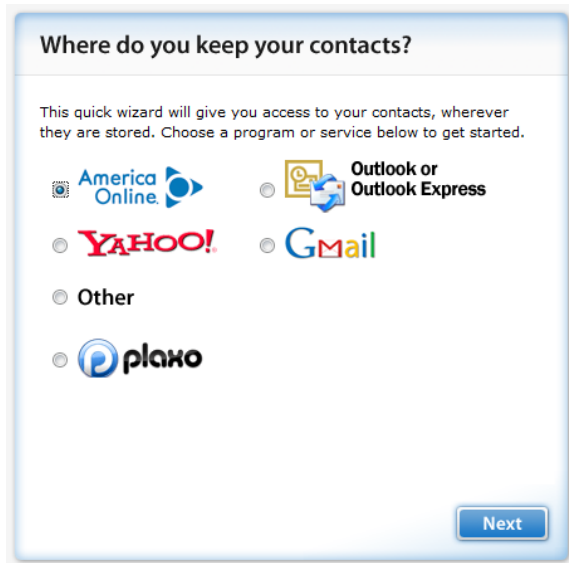 Where do you keep your contacts?
This quick wizard will give you access to your contacts, wherever
they are stored. Choose a program or service below to get started.
America
Online.
Outlook or
Outlook Express
YAHOO!
GMail
Other
plaxo
Next